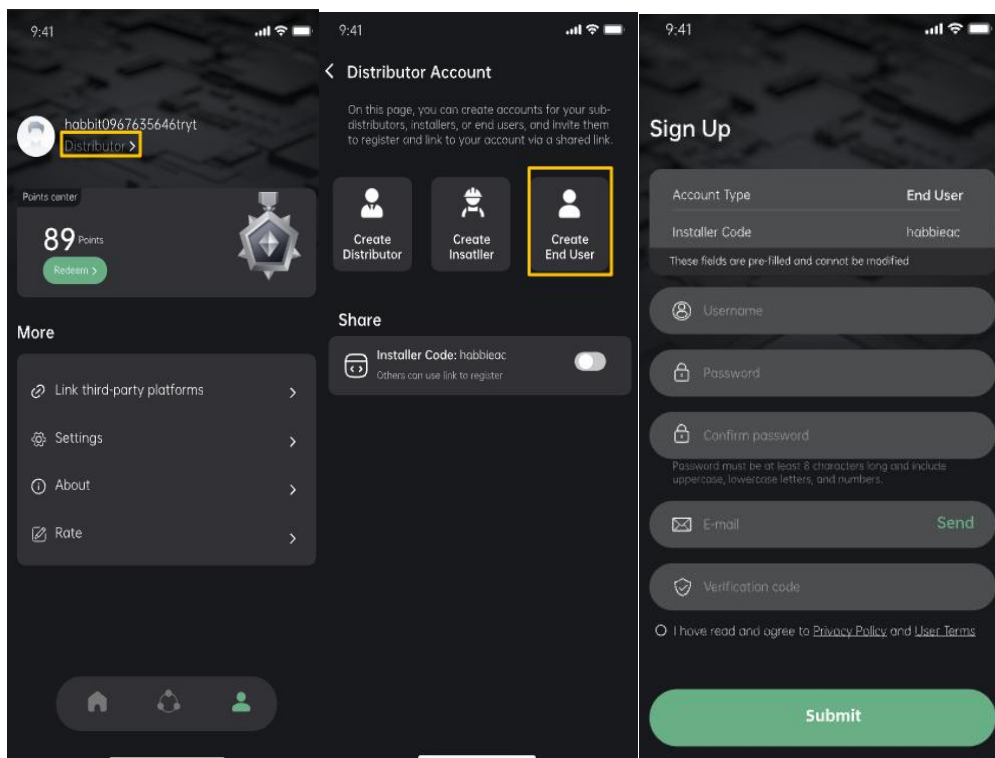 9:41
habbit0967635646tryt
Distributor >
Points center
89 Points
Redeem >
More
Link third-party platforms >
Settings >
About >
Rate >
9:41
< Distributor Account
On this page, you can create accounts for your sub-
distributors, installers, or end users, and invite them
to register and link to your account via a shared link.
Create
Distributor
Create
Insatller
Create
End User
Share
Installer Code: habbieac
Others can use link to register
9:41
Sign Up
Account Type End User
Installer Code habbieac
These fields are pre-filled and cannot be modified
Username
Password
Confirm password
Password must be at least 8 characters long and include
uppercase, lowercase letters, and numbers.
E-mail Send
Verification code
I have read and agree to Privacy Policy and User Terms
Submit